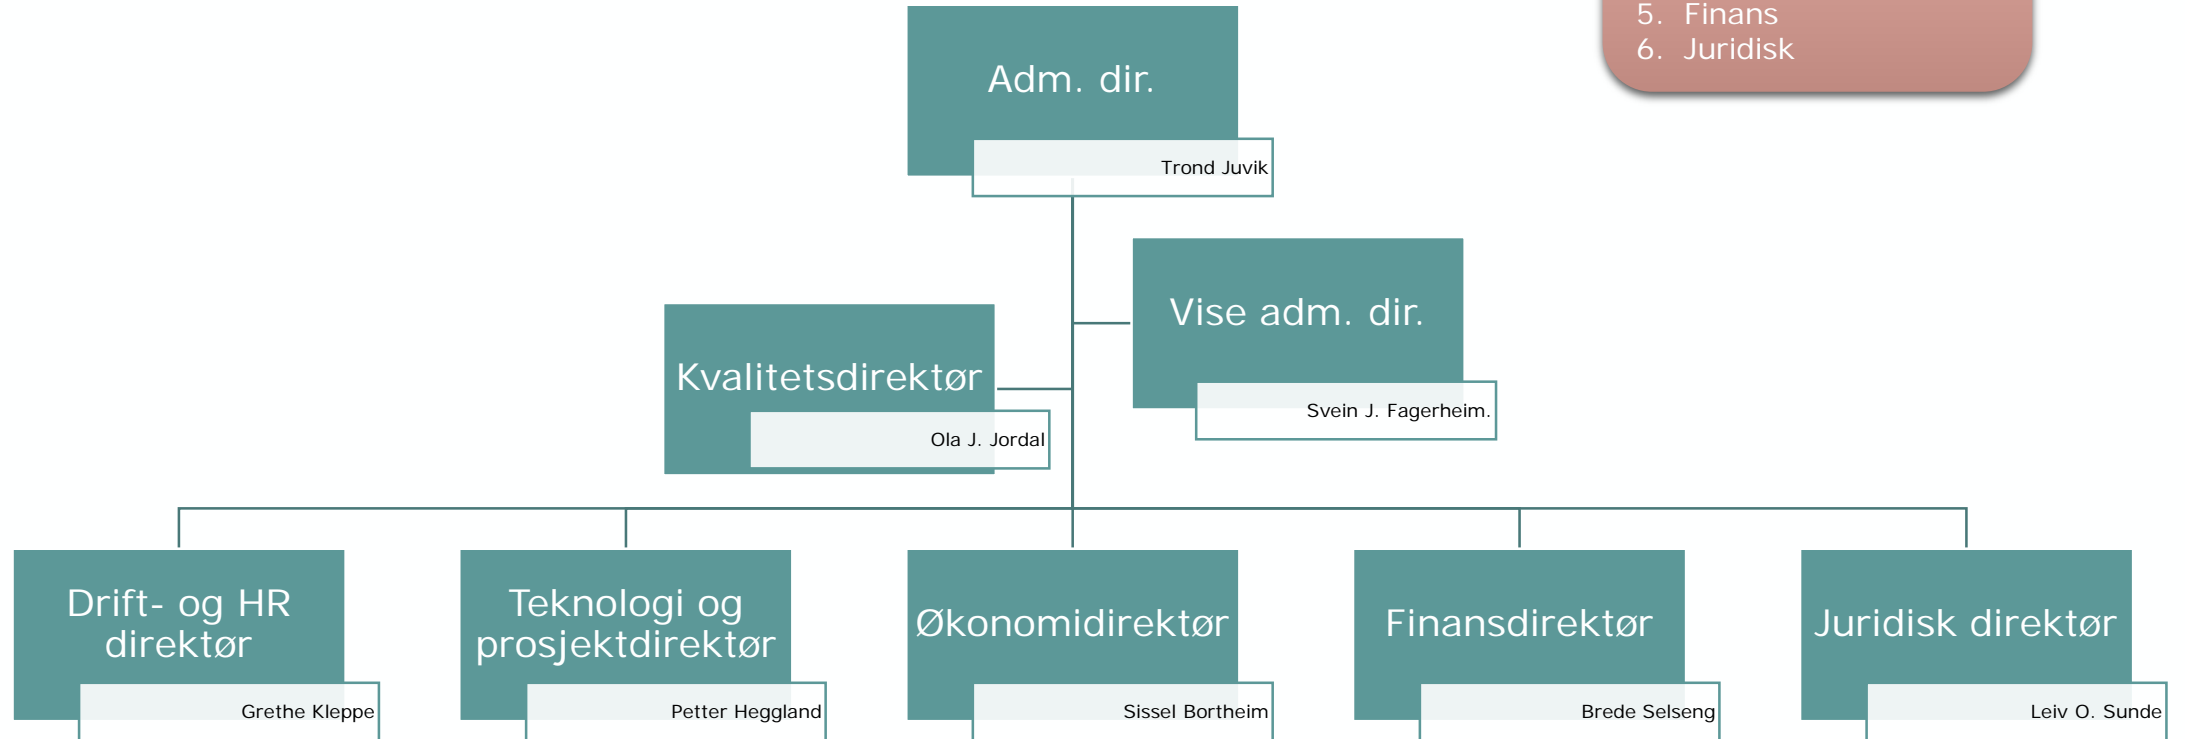 5. Finans
6. Juridisk
Adm. dir.
Trond Juvik
Vise adm. dir.
Svein J. Fagerheim.
Kvalitetsdirektør
Ola J. Jordal
Drift- og HR
direktør
Grethe Kleppe
Teknologi og
prosjektdirektør
Petter Heggland
Økonomidirektør
Sissel Bortheim
Finansdirektør
Brede Selseng
Juridisk direktør
Leiv O. Sunde